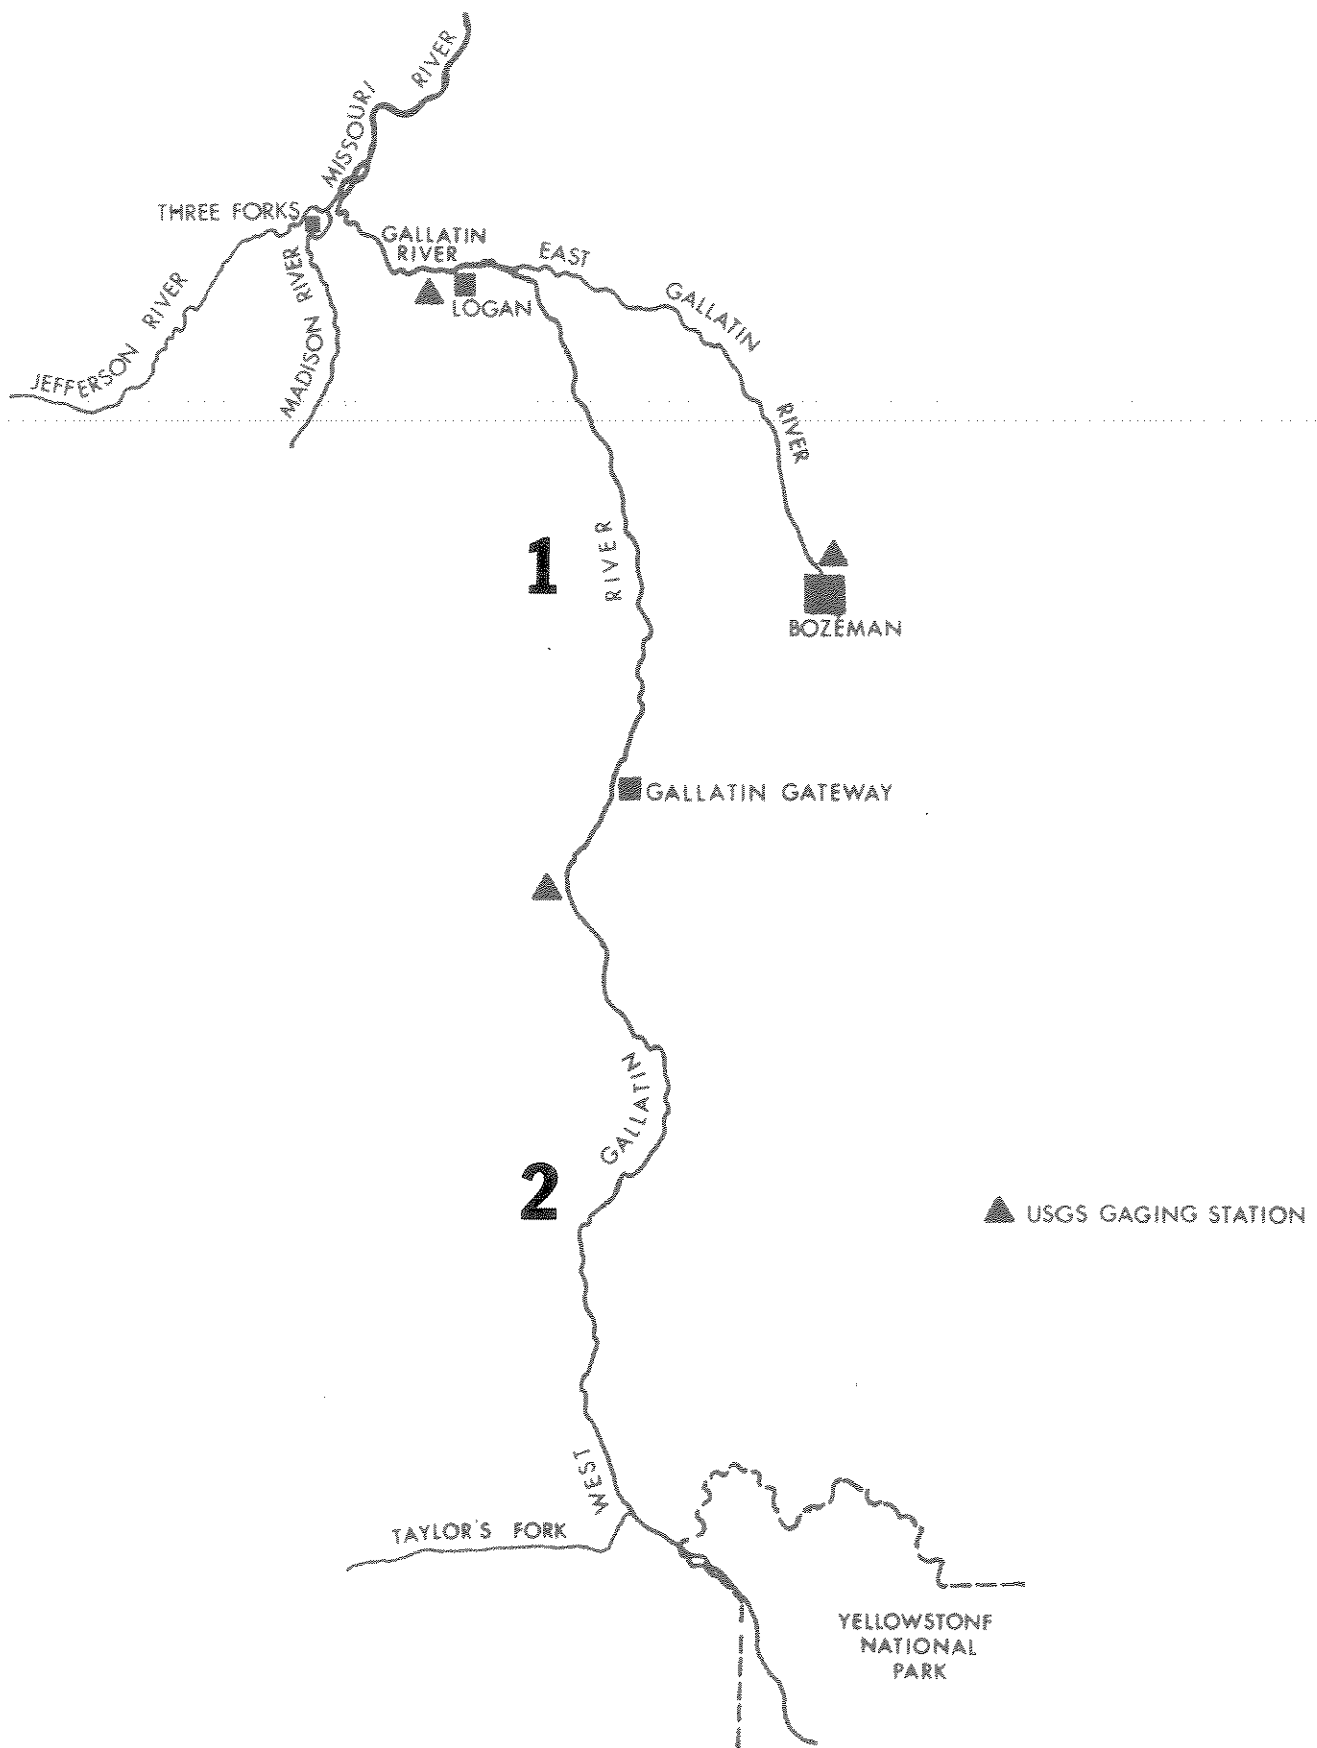 MISSOURI RIVER
THREE FORKS
GALLATIN
RIVER
EAST GALLATIN RIVER
LOGAN
JEFFERSON RIVER
MADISON RIVER
1
RIVER
BOZEMAN
GALLATIN GATEWAY
GALLATIN
2
USGS GAGING STATION
WEST
TAYLOR'S FORK
YELLOWSTONE
NATIONAL
PARK